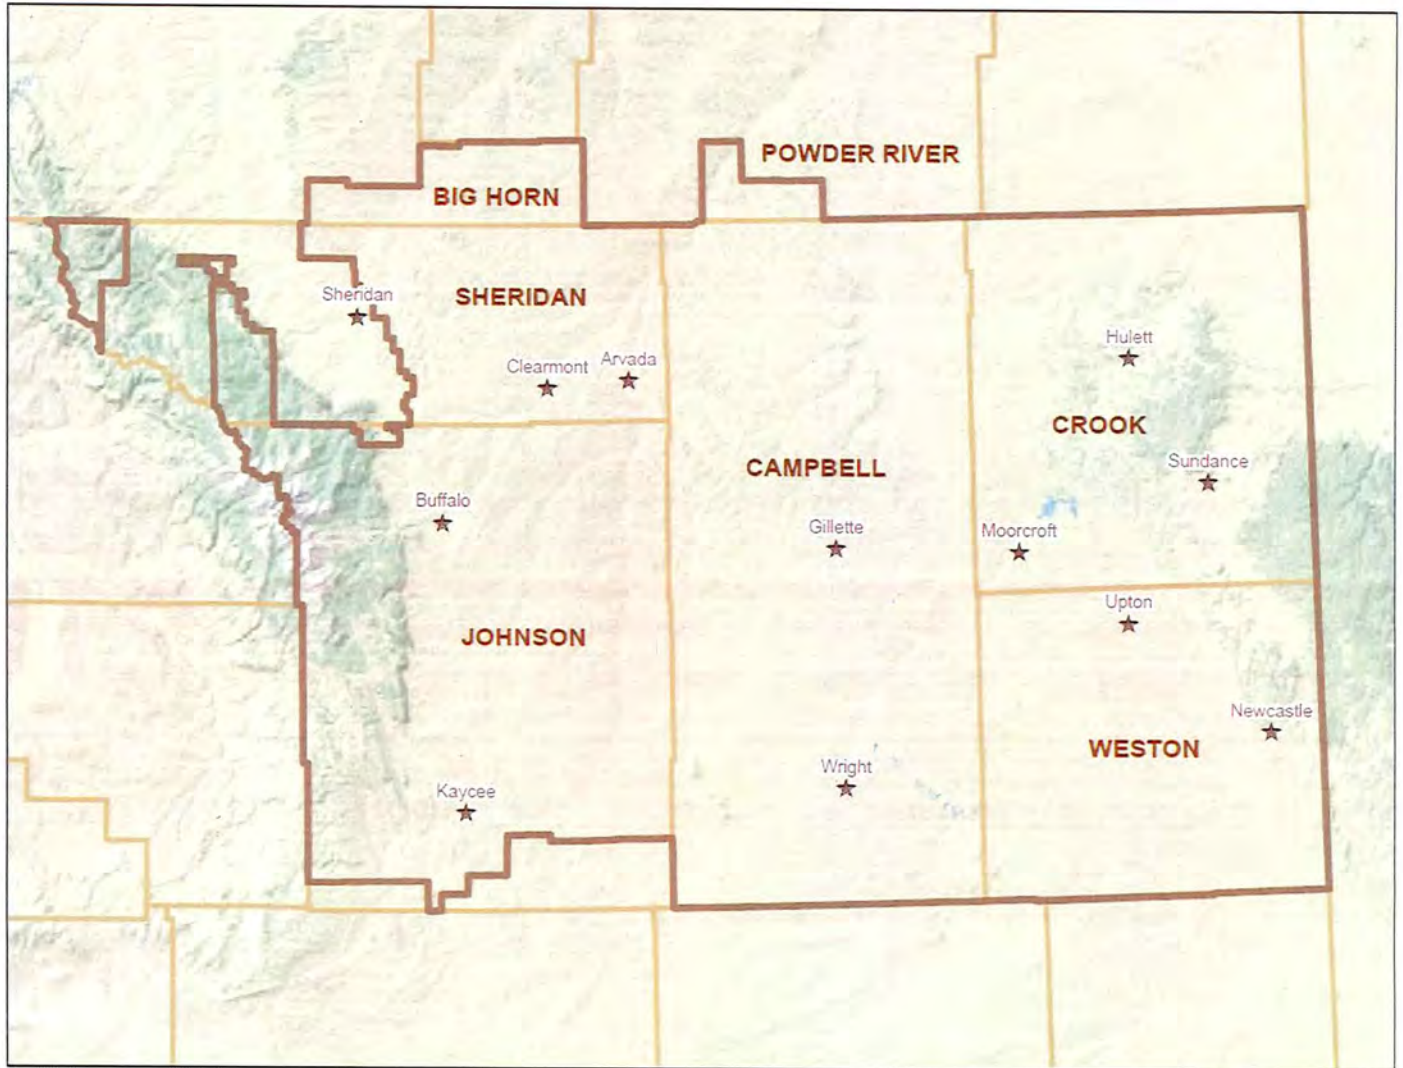 POWDER RIVER
BIG HORN
Sheridan
SHERIDAN
Clearmont
Arvada
Hulett
CROOK
CAMPBELL
Sundance
Buffalo
Gillette
Moorcroft
Upton
JOHNSON
Newcastle
WESTON
Wright
Kaycee